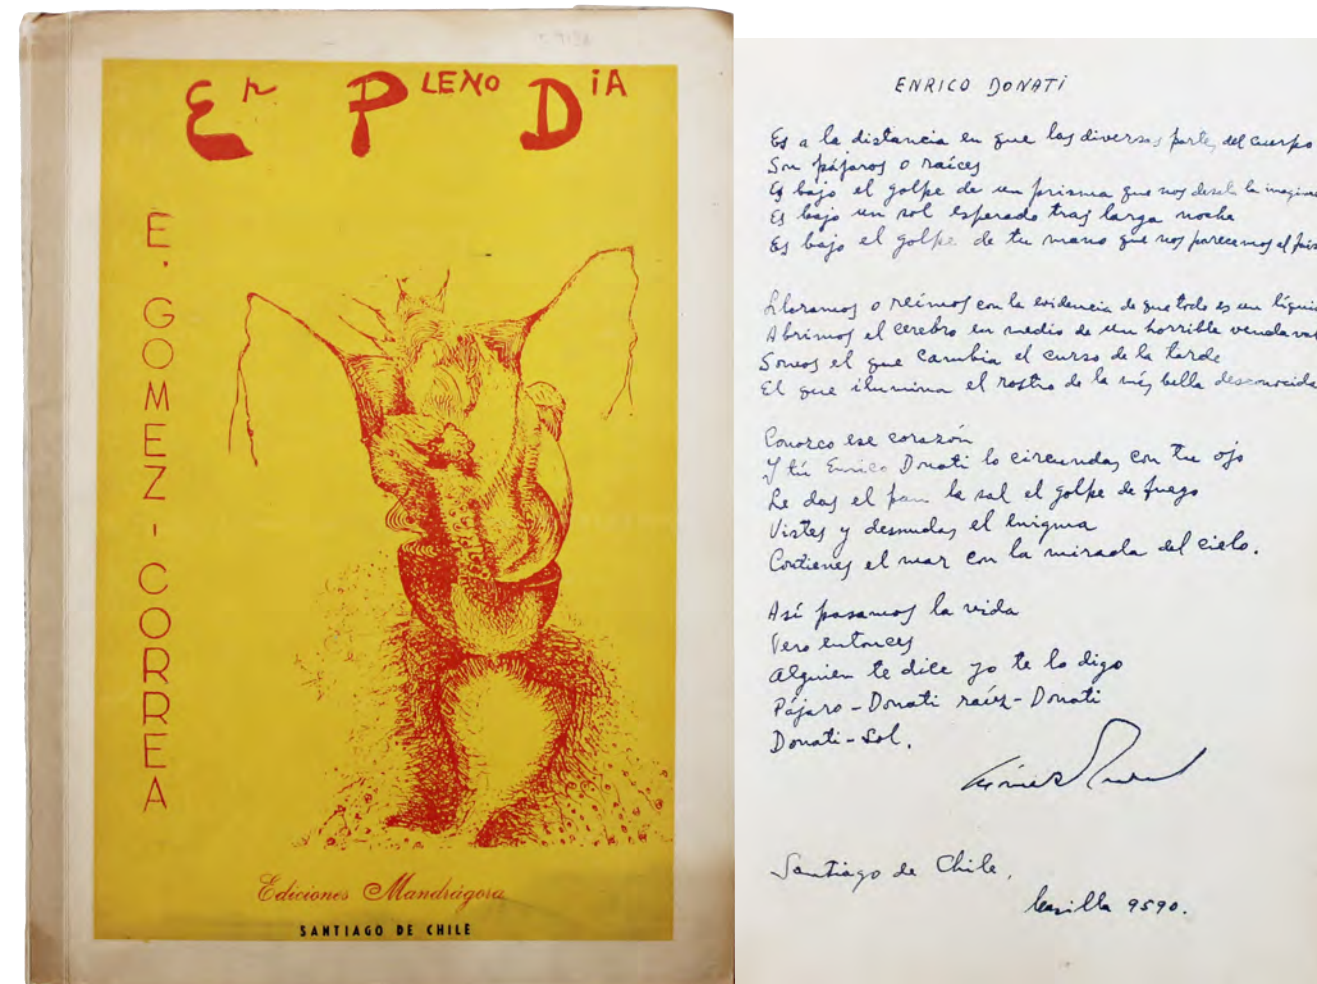 En Pleno Dia
E. GOMEZ-CORREA
Ediciones Mandrágora
SANTIAGO DE CHILE
ENRICO DONATI
Es a la distancia en que las diversas partes del cuerpo
Son pájaros o raíces
Es bajo el golpe de un prisma que nos desela la
Es bajo un sol esperado tras larga noche
Es bajo el golpe de tu mano que nos parecemos al
Lloramos o reímos con la evidencia de que todo es un
Abrimos el cerebro en medio de un horrible vendaval
Somos el que cambia el curso de la tarde
El que ilumina el rostro de la más bella desconocida
Conozco ese corazón
Y tú Enrico Donati lo circundas con tu ojo
Le das el pan la sal el golpe de fuego
Vistes y desnudas el enigma
Contienes el mar con la mirada del cielo.
Así pasamos la vida
Pero entonces
Alguien te dice yo te lo digo
Pájaro-Donati raíz-Donati
Donati-Sol.
Santiago de Chile,
Casilla 9590.